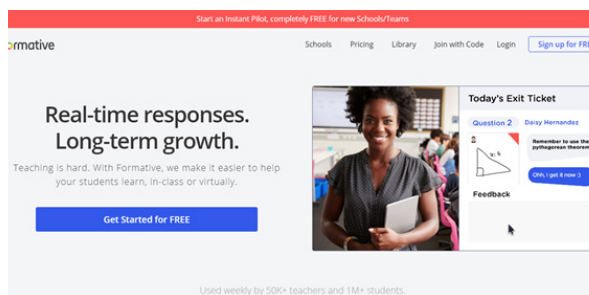 Start an Instant Pilot, completely FREE for new Schools/Teams
ormative
Schools Pricing Library Join with Code Login Sign up for FRE
Real-time responses.
Long-term growth.
Teaching is hard. With Formative, we make it easier to help
your students learn, in-class or virtually.
Get Started for FREE
Today's Exit Ticket
Question 2 Daisy Hernandez
Remember to use the
pythagorean theorem
Ohh, I get it now :)
Feedback
Used weekly by 50K+ teachers and 1M+ students.